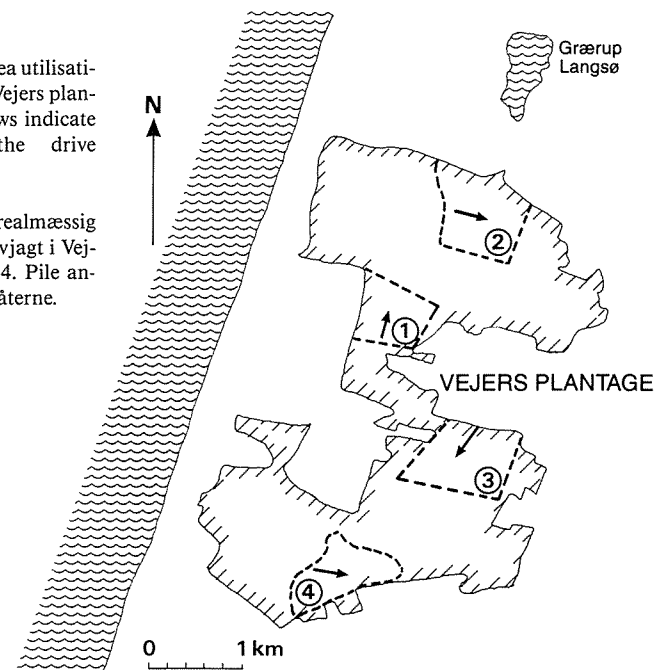 ea utilisati-
Vejers plan-
ws indicate
the drive
realmæssig
vjagt i Vej-
4. Pile an-
återne.
N
Grærup
Langsø
2
1
VEJERS PLANTAGE
3
4
0 1 km